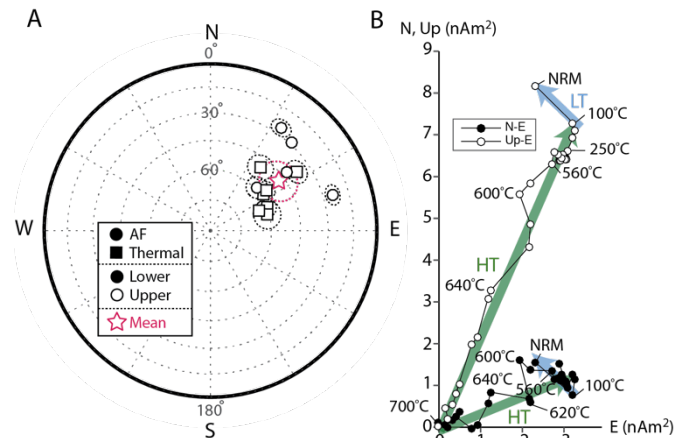 A
N
0°
30°
60°
W
E
AF
Thermal
Lower
Upper
Mean
180°
S
B
N, Up (nAm²)
9
8
7
6
5
4
3
2
1
0
NRM
LT
100°C
N-E
Up-E
250°C
560°C
600°C
HT
640°C
600°C
NRM
640°C
560°C
100°C
700°C
HT
620°C
0
1
2
3
E (nAm²)